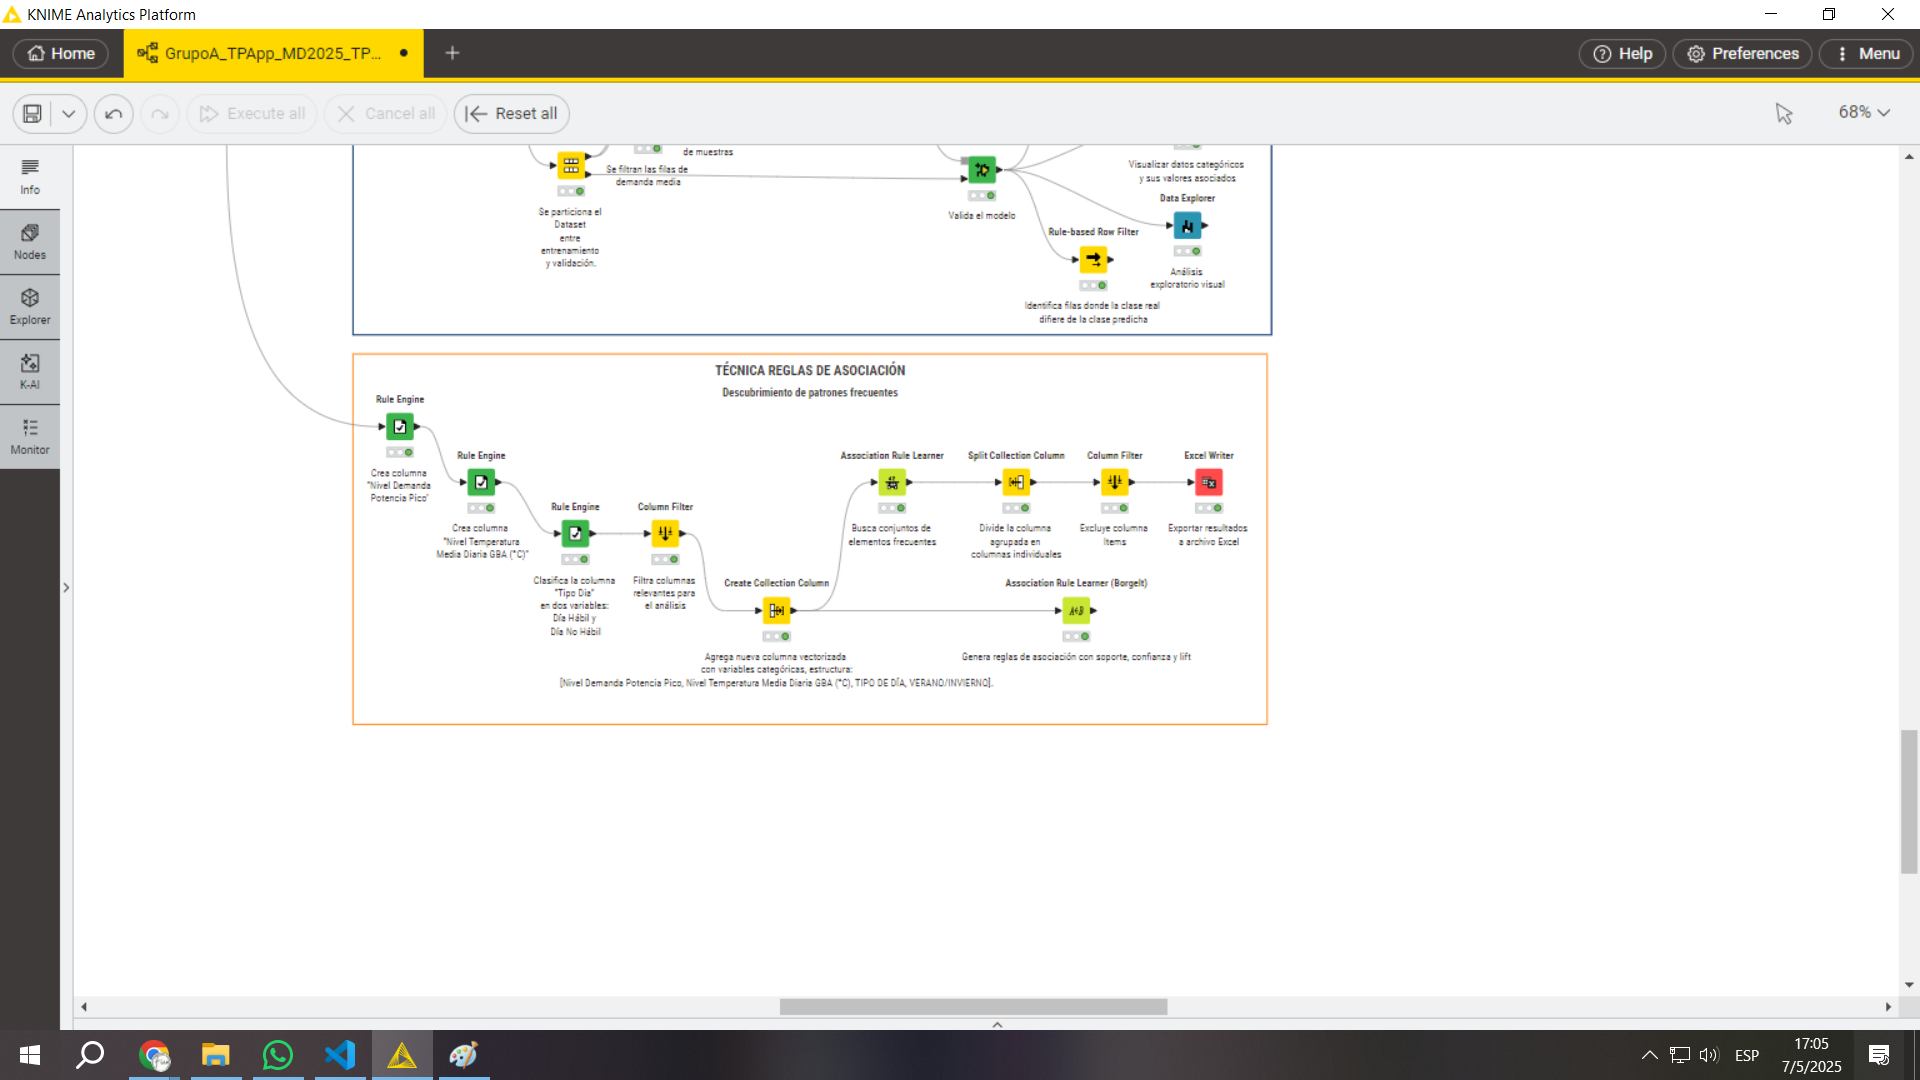 KNIME Analytics Platform
Home
GrupoA_TPApp_MD2025_TP...
Help
Preferences
Menu
Execute all
Cancel all
Reset all
68%
Info
Nodes
Explorer
K-AI
Monitor
de muestras
Se filtran las filas de
demanda media
Se particiona el
Dataset
entre
entrenamiento
y validación.
Valida el modelo
Visualizar datos categóricos
y sus valores asociados
Data Explorer
Análisis
exploratorio visual
Rule-based Row Filter
Identifica filas donde la clase real
difiere de la clase predicha
TÉCNICA REGLAS DE ASOCIACIÓN
Descubrimiento de patrones frecuentes
Rule Engine
Crea columna
"Nivel Demanda
Potencia Pico"
Rule Engine
Crea columna
"Nivel Temperatura
Media Diaria GBA (°C)"
Rule Engine
Clasifica la columna
"Tipo Dia"
en dos variables:
Día Hábil y
Día No Hábil
Column Filter
Filtra columnas
relevantes para
el análisis
Create Collection Column
Agrega nueva columna vectorizada
con variables categóricas, estructura:
[Nivel Demanda Potencia Pico, Nivel Temperatura Media Diaria GBA (°C), TIPO DE DÍA, VERANO/INVIERNO].
Association Rule Learner
Busca conjuntos de
elementos frecuentes
Split Collection Column
Divide la columna
agrupada en
columnas individuales
Column Filter
Excluye columna
Items
Excel Writer
Exportar resultados
a archivo Excel
Association Rule Learner (Borgelt)
A<B
Genera reglas de asociación con soporte, confianza y lift
ESP
17:05
7/5/2025